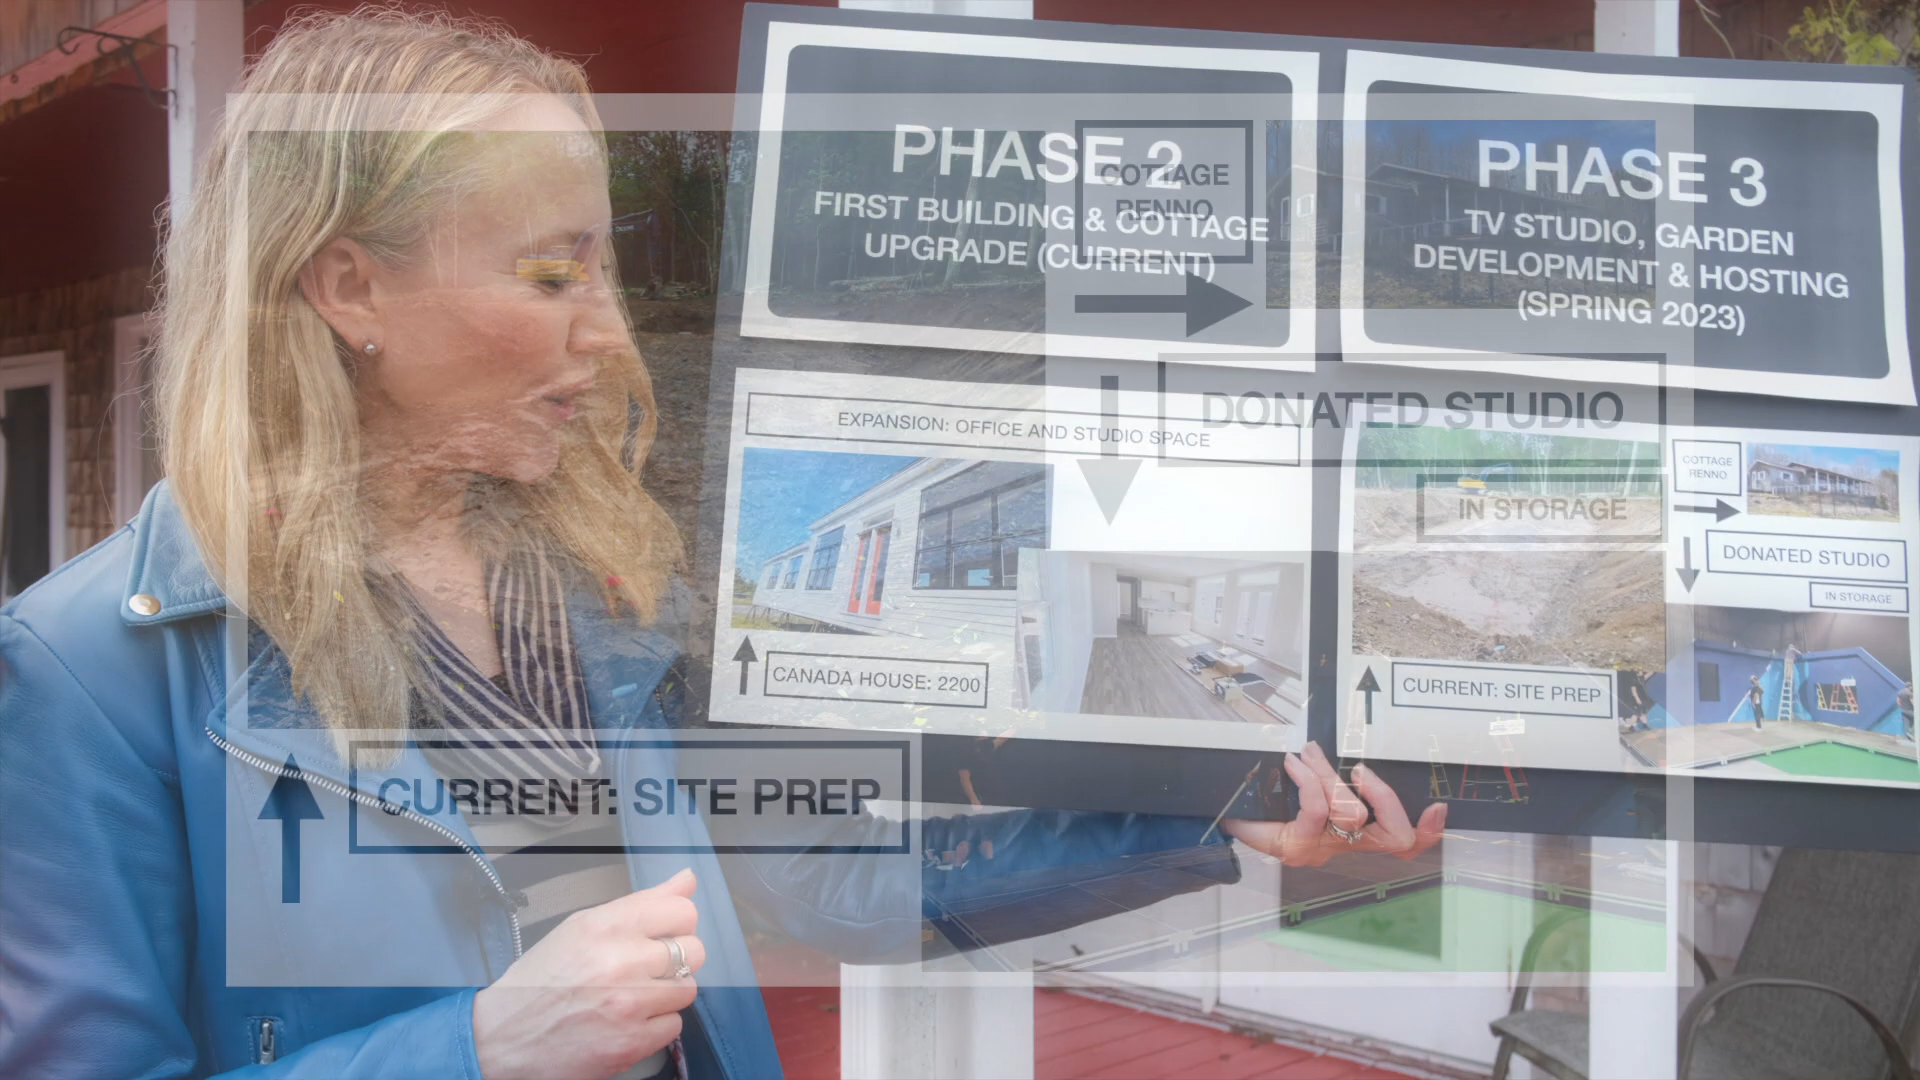 PHASE 2
FIRST BUILDING & COTTAGE
UPGRADE (CURRENT)
PHASE 3
TV STUDIO, GARDEN
DEVELOPMENT & HOSTING
(SPRING 2023)
EXPANSION: OFFICE AND STUDIO SPACE
CANADA HOUSE: 2200
COTTAGE
RENNO
DONATED STUDIO
IN STORAGE
CURRENT: SITE PREP
COTTAGE
RENNO
DONATED STUDIO
IN STORAGE
CURRENT: SITE PREP